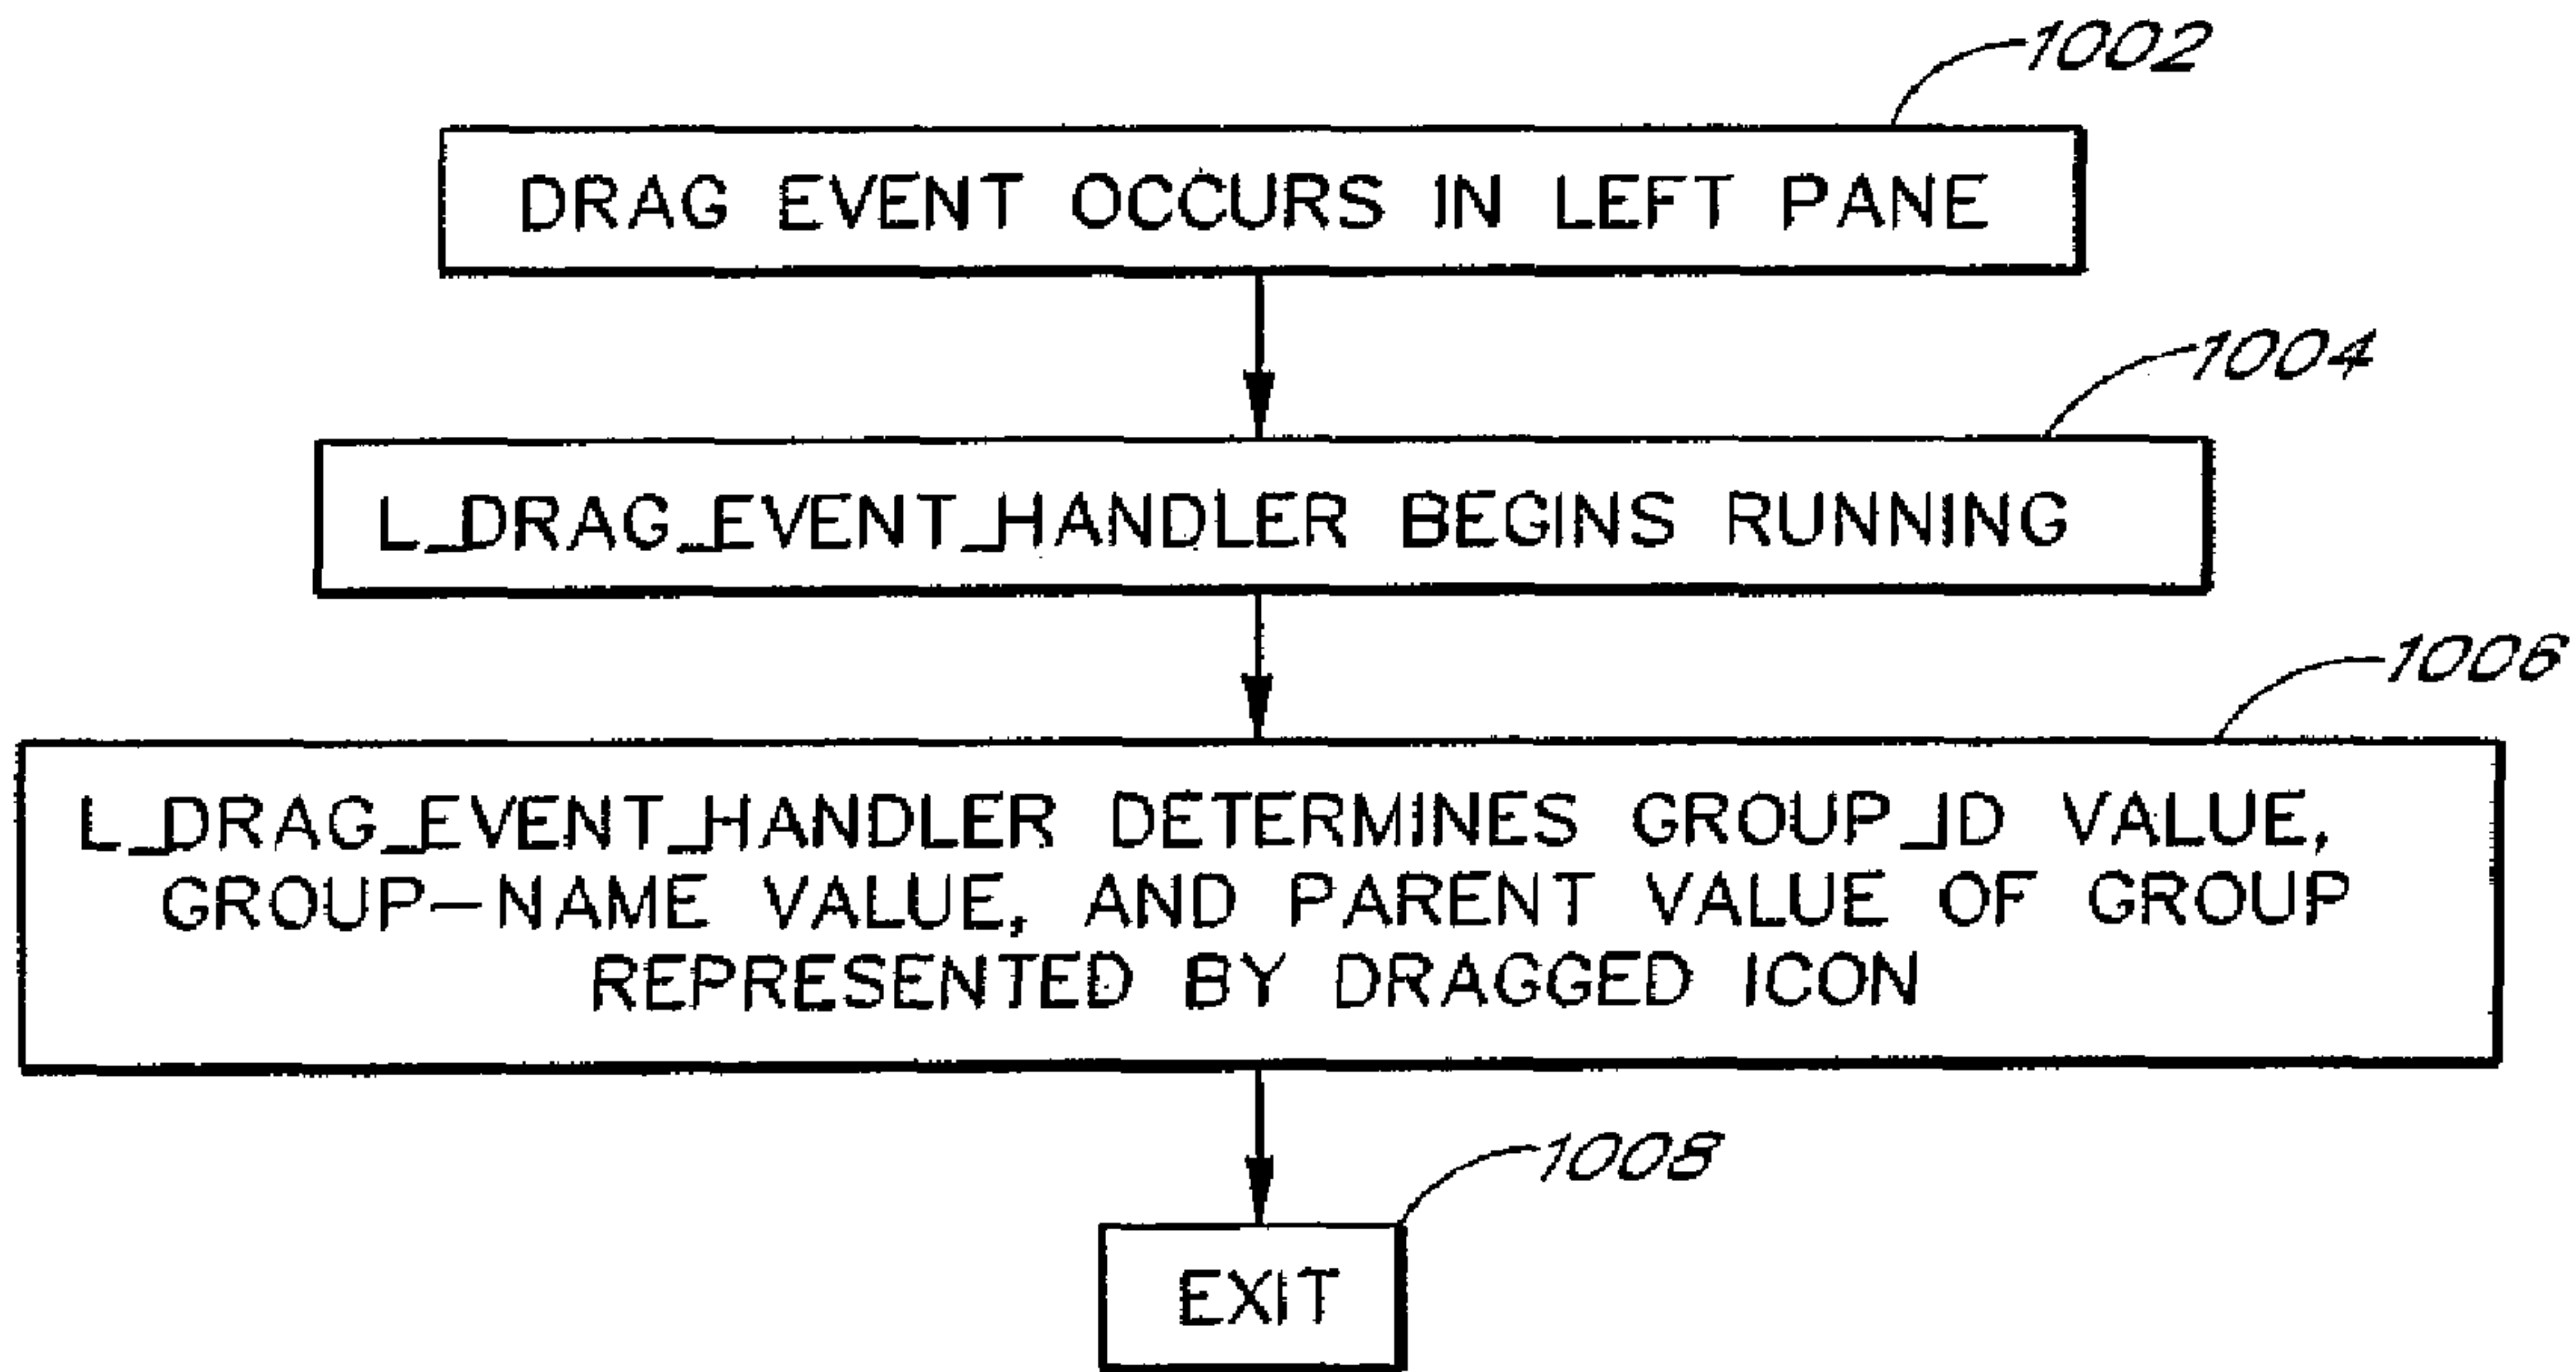 1002
DRAG EVENT OCCURS IN LEFT PANE
1004
L_DRAG_EVENT_HANDLER BEGINS RUNNING
1006
L_DRAG_EVENT_HANDLER DETERMINES GROUP_ID VALUE,
GROUP-NAME VALUE, AND PARENT VALUE OF GROUP
REPRESENTED BY DRAGGED ICON
1008
EXIT